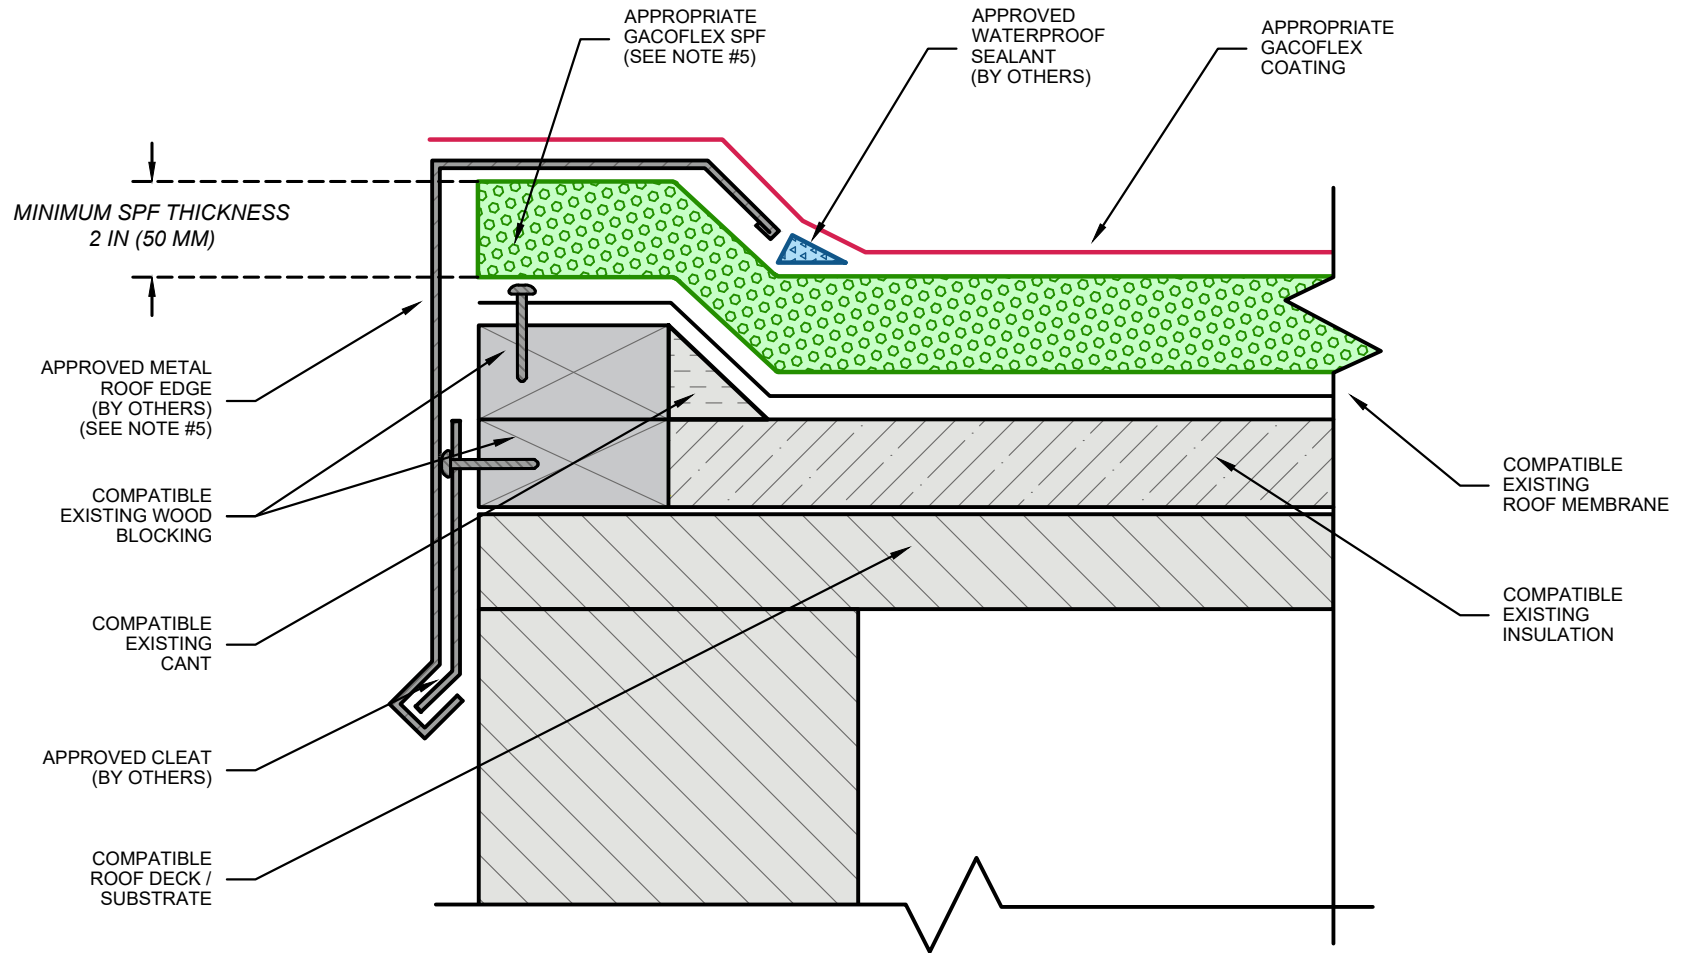 APPROPRIATE
GACOFLEX SPF
(SEE NOTE #5)
APPROVED
WATERPROOF
SEALANT
(BY OTHERS)
APPROPRIATE
GACOFLEX
COATING
MINIMUM SPF THICKNESS
2 IN (50 MM)
APPROVED METAL
ROOF EDGE
(BY OTHERS)
(SEE NOTE #5)
COMPATIBLE
EXISTING WOOD
BLOCKING
COMPATIBLE
EXISTING
CANT
APPROVED CLEAT
(BY OTHERS)
COMPATIBLE
ROOF DECK /
SUBSTRATE
COMPATIBLE
EXISTING
ROOF MEMBRANE
COMPATIBLE
EXISTING
INSULATION